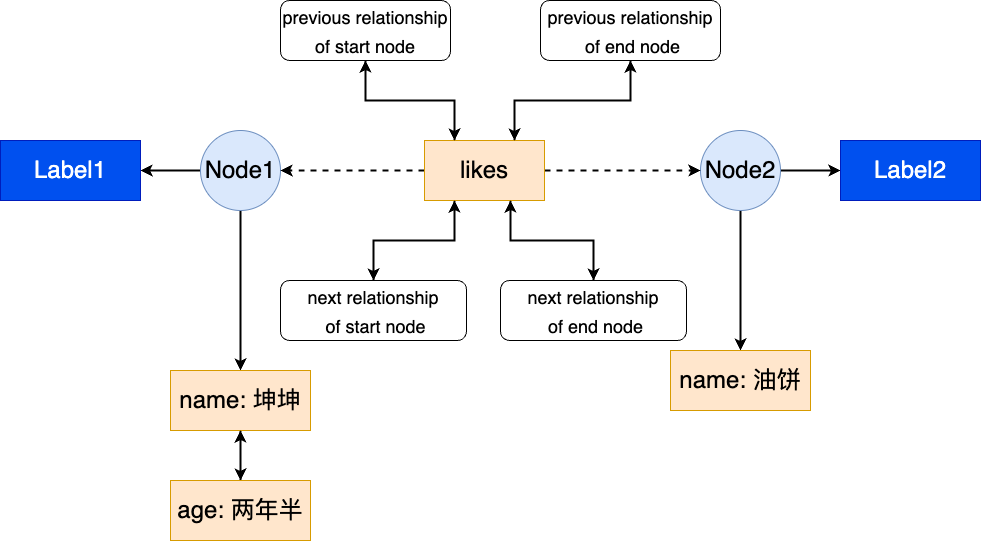 previous relationship
of start node
previous relationship
of end node
Label1
Node1
likes
Node2
Label2
next relationship
of start node
next relationship
of end node
name: 坤坤
name: 油饼
age: 两年半